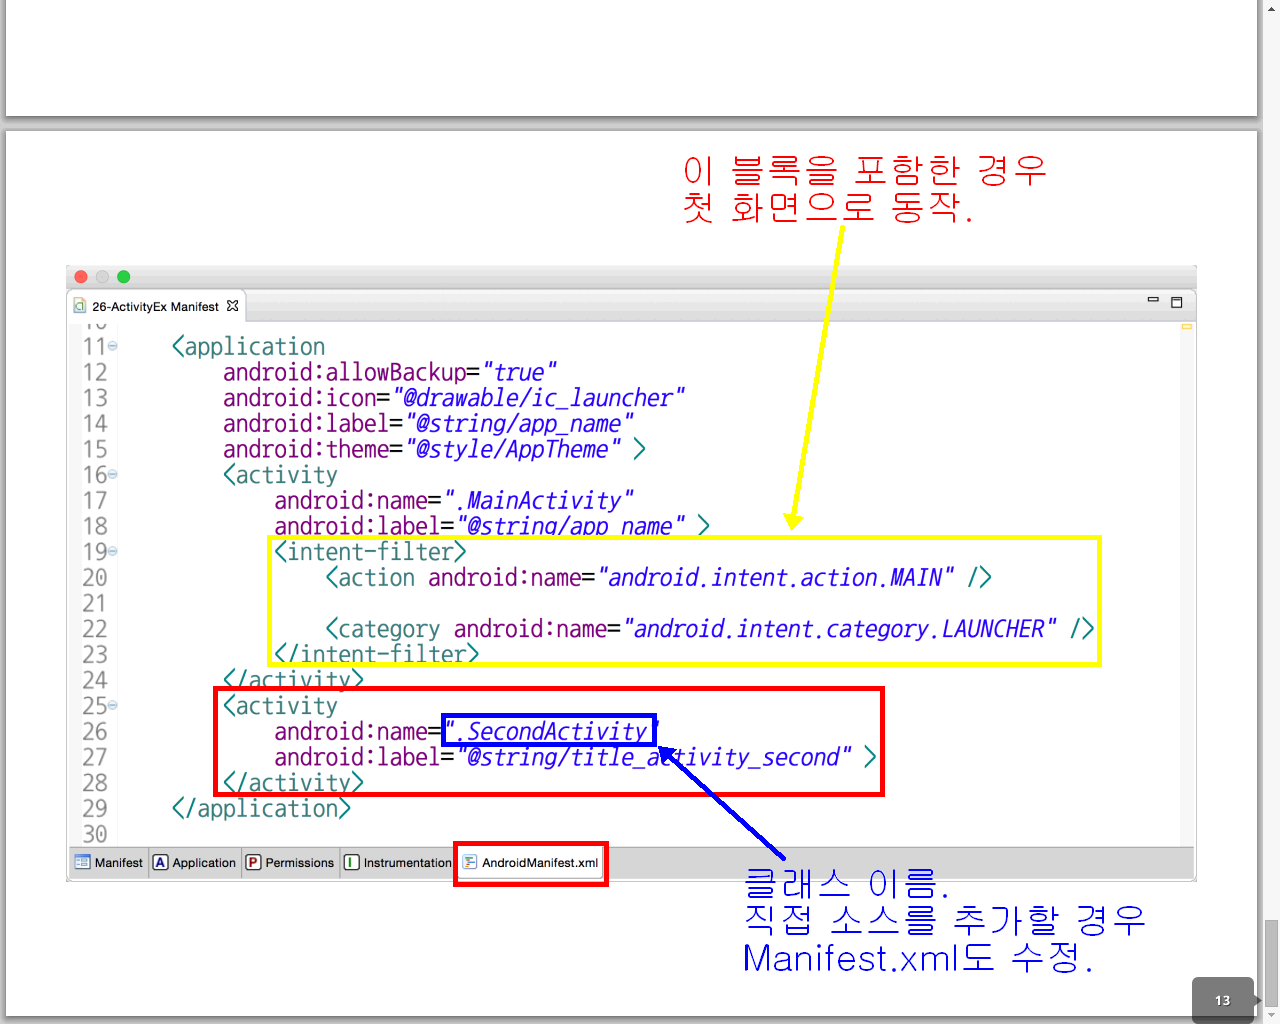 이 블록을 포함한 경우
첫 화면으로 동작.
26-ActivityEx Manifest
10
11 <application
12 android:allowBackup="true"
13 android:icon="@drawable/ic_launcher"
14 android:label="@string/app_name"
15 android:theme="@style/AppTheme" >
16 <activity
17 android:name=".MainActivity"
18 android:label="@string/app_name" >
19 <intent-filter>
20 <action android:name="android.intent.action.MAIN" />
21
22 <category android:name="android.intent.category.LAUNCHER" />
23 </intent-filter>
24 </activity>
25 <activity
26 android:name=".SecondActivity"
27 android:label="@string/title_activity_second" >
28 </activity>
29 </application>
30
Manifest A Application P Permissions I Instrumentation AndroidManifest.xml
클래스 이름.
직접 소스를 추가할 경우
Manifest.xml도 수정.
13